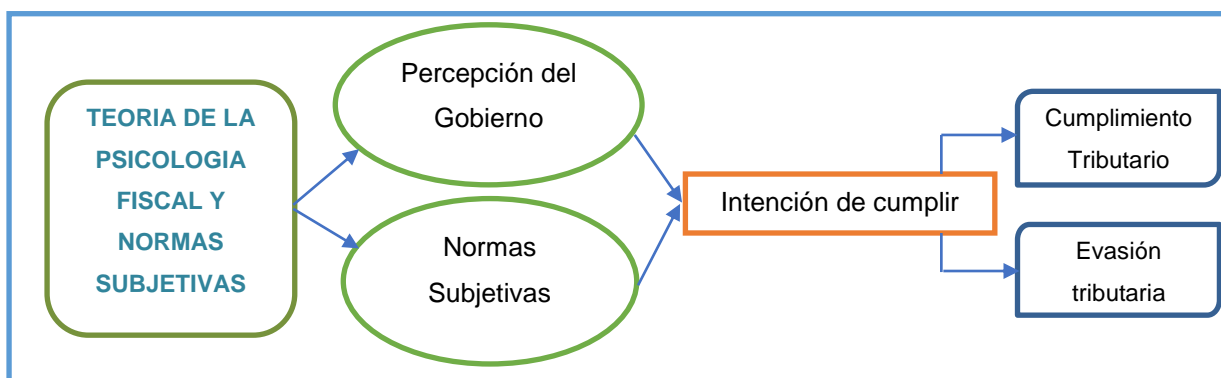 TEORIA DE LA
PSICOLOGIA
FISCAL Y
NORMAS
SUBJETIVAS
Percepción del
Gobierno
Normas
Subjetivas
Intención de cumplir
Cumplimiento
Tributario
Evasión
tributaria